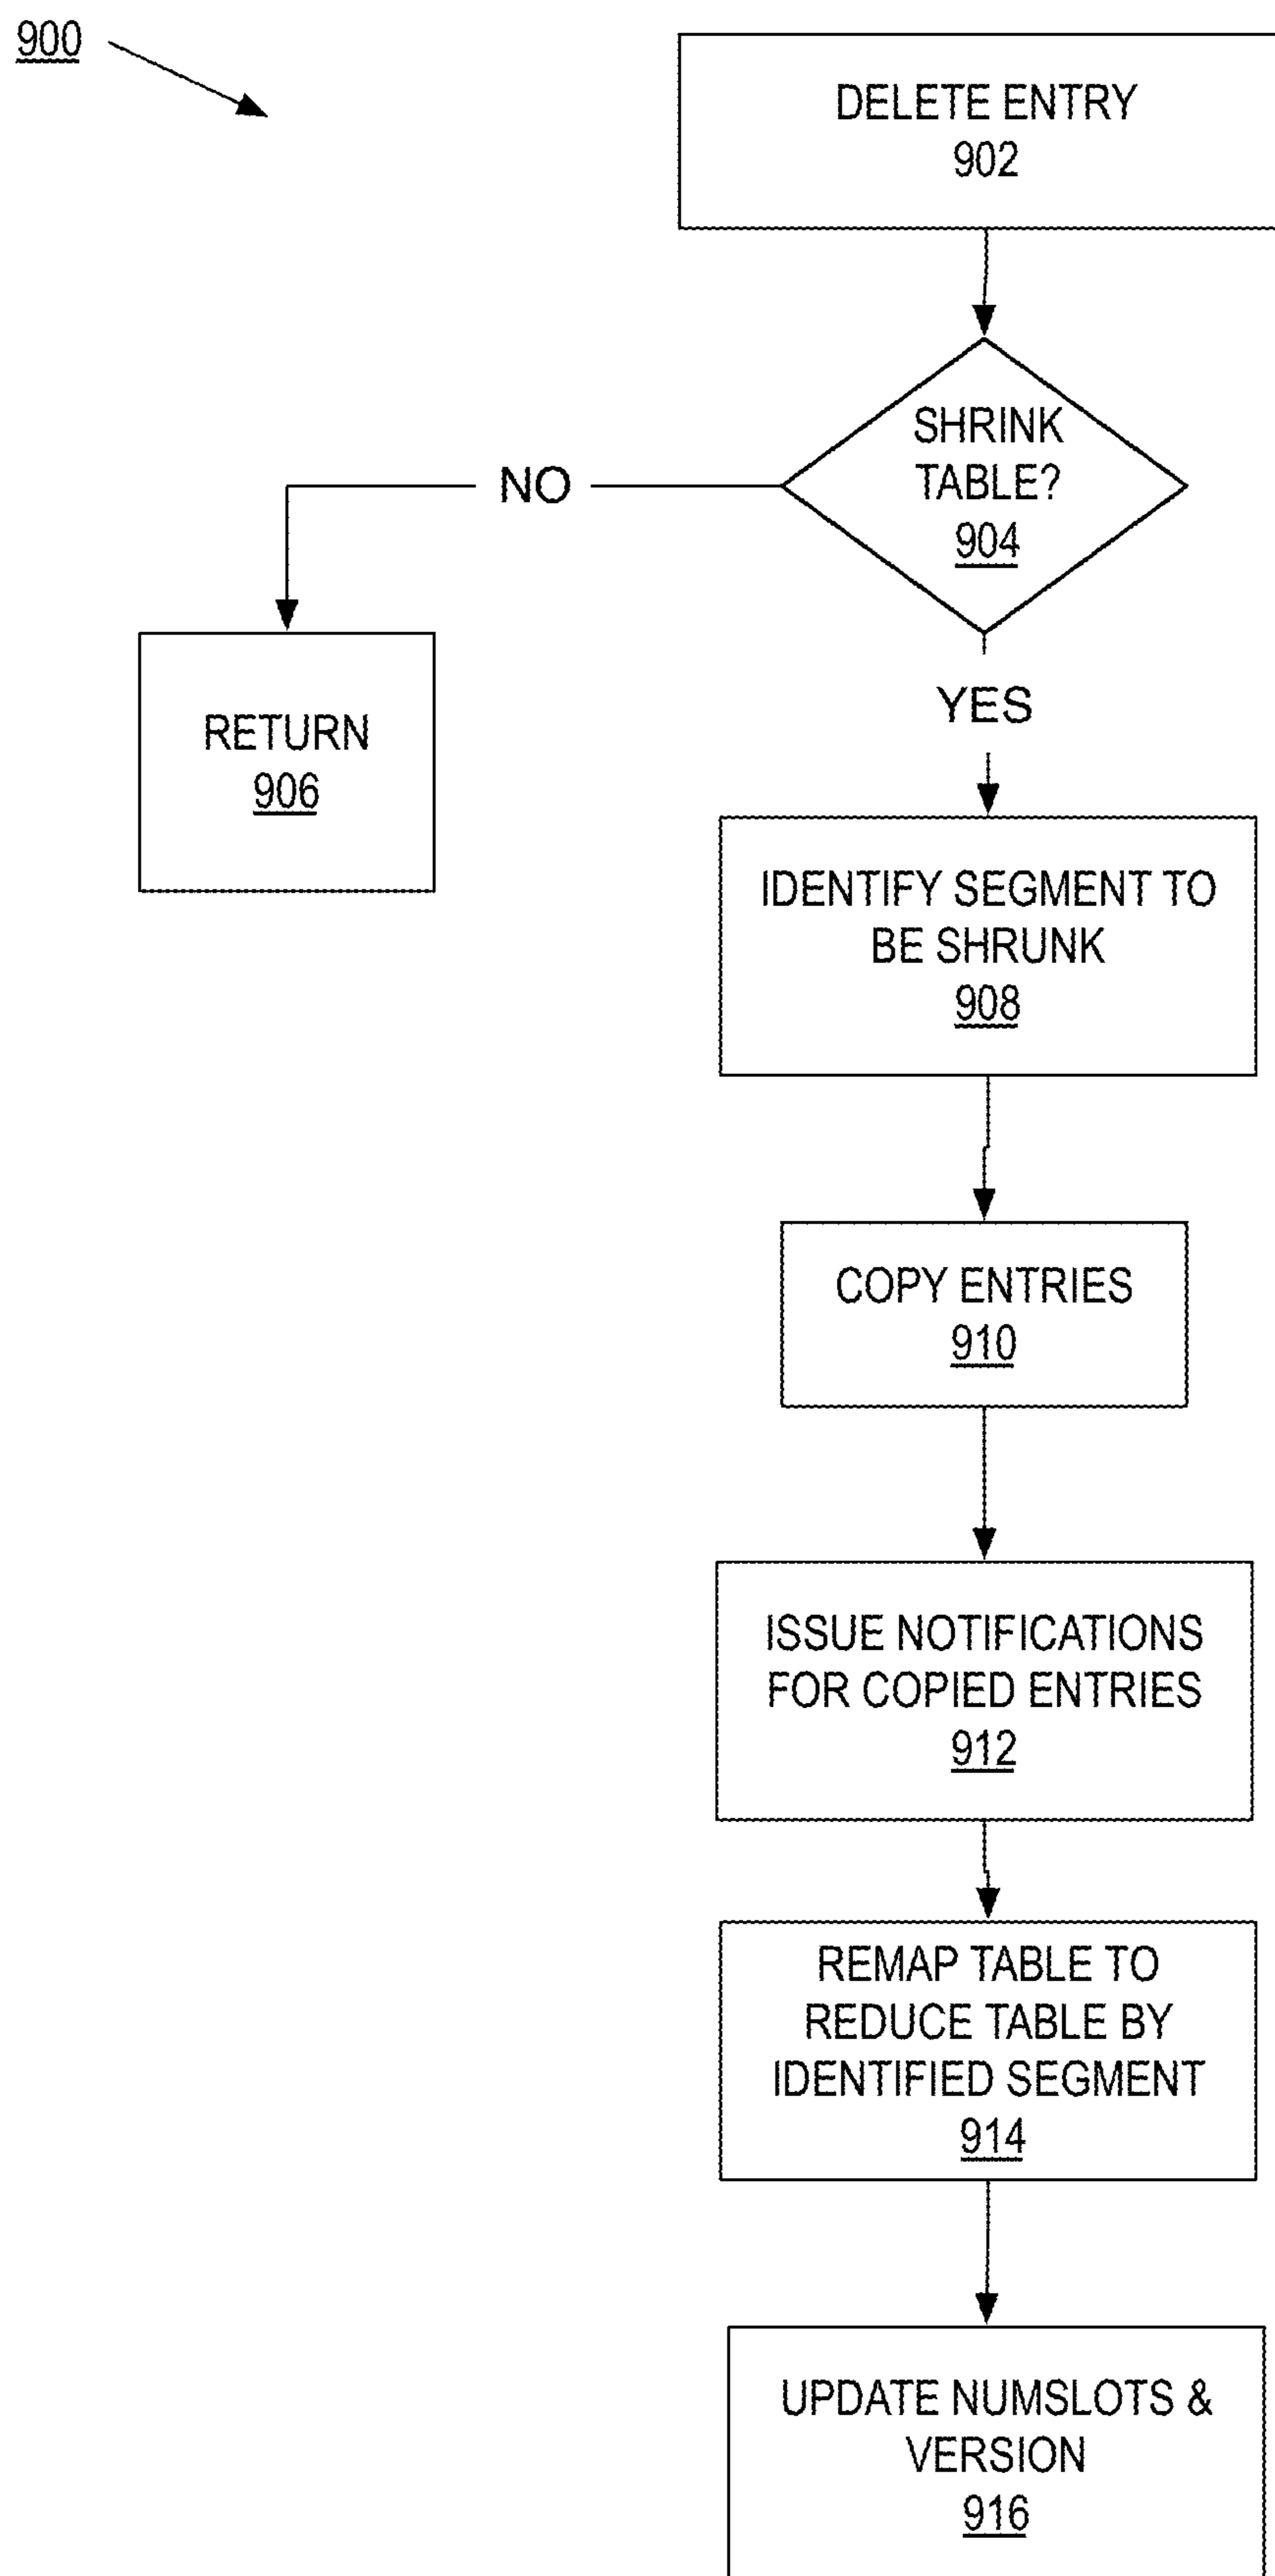 900
DELETE ENTRY
902
SHRINK
TABLE?
904
NO
YES
RETURN
906
IDENTIFY SEGMENT TO
BE SHRUNK
908
COPY ENTRIES
910
ISSUE NOTIFICATIONS
FOR COPIED ENTRIES
912
REMAP TABLE TO
REDUCE TABLE BY
IDENTIFIED SEGMENT
914
UPDATE NUMSLOTS &
VERSION
916